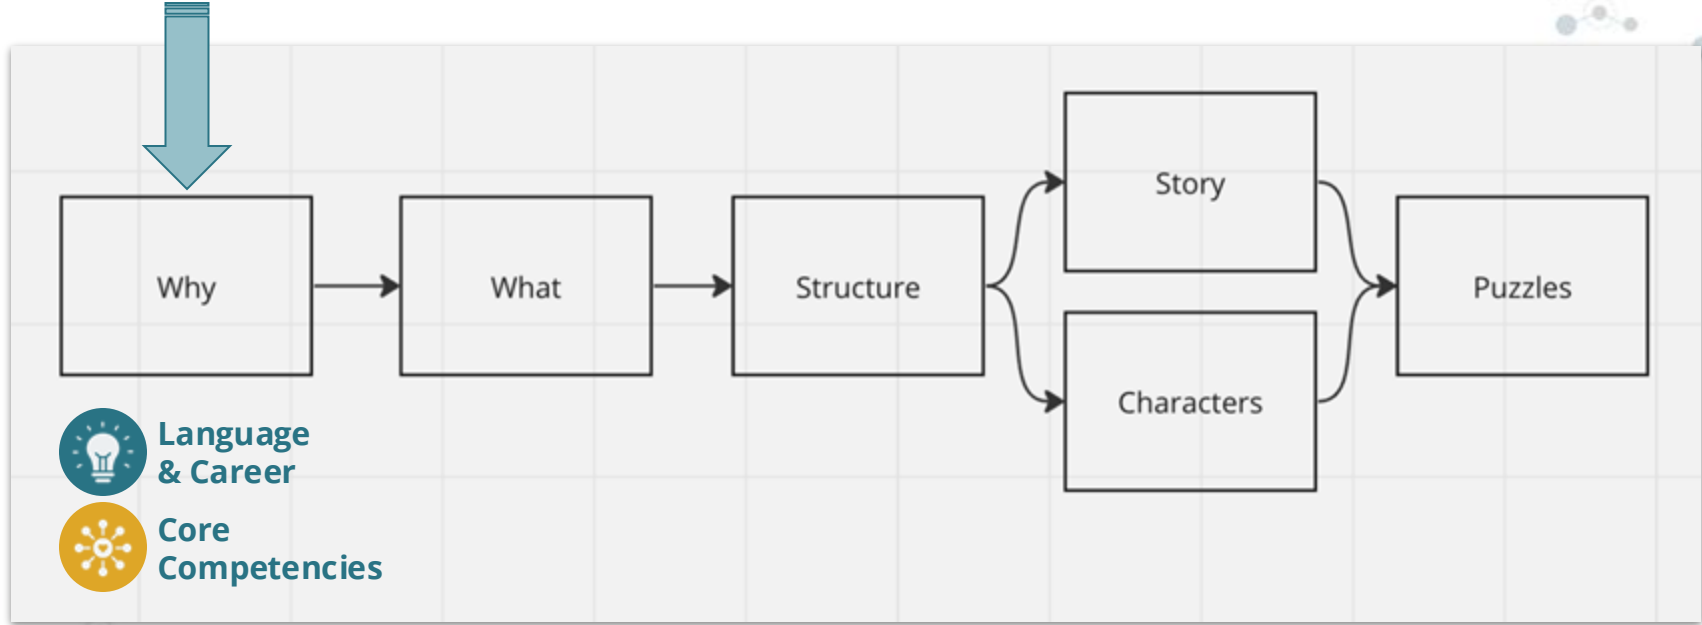 Why
What
Structure
Story
Characters
Puzzles
Language
& Career
Core
Competencies